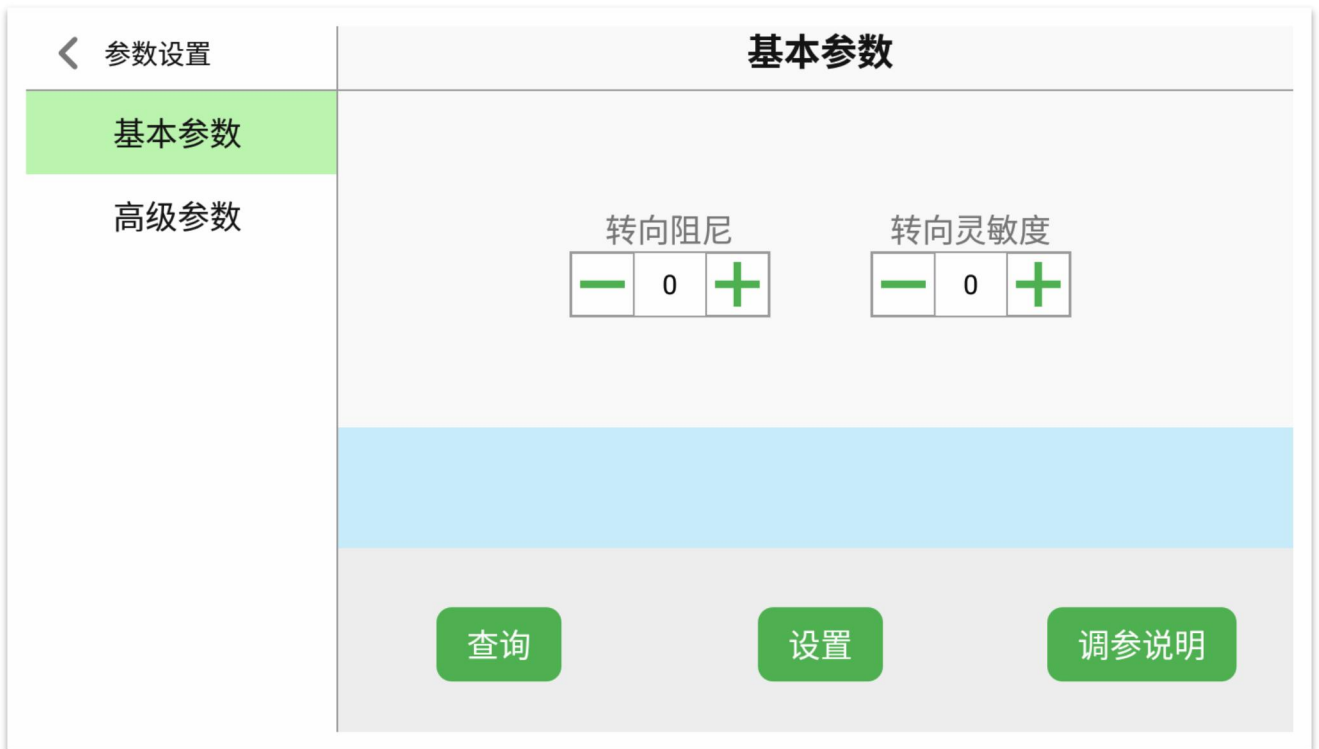 参数设置
基本参数
基本参数
高级参数
转向阻尼 转向灵敏度
0 0
查询 设置 调参说明